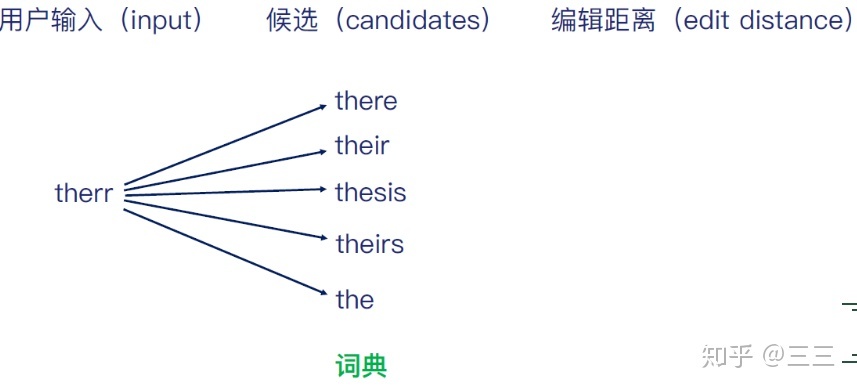 用户输入（input） 候选（candidates） 编辑距离（edit distance）
there
their
therr
thesis
theirs
the
词典
知乎 @三三